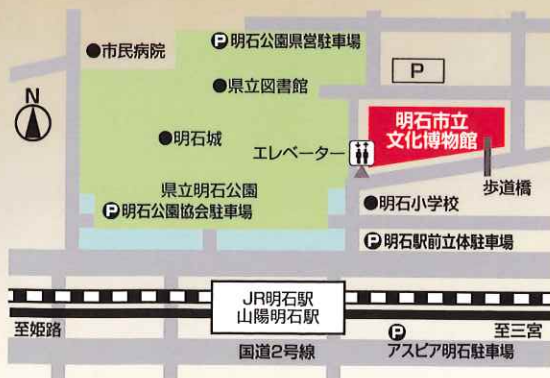 P 明石公園県営駐車場
市民病院
P
県立図書館
N
明石市立
文化博物館
明石城
エレベーター
県立明石公園
歩道橋
明石小学校
P 明石公園協会駐車場
P 明石駅前立体駐車場
JR明石駅
山陽明石駅
至姫路
P
至三宮
国道2号線
アスピア明石駐車場